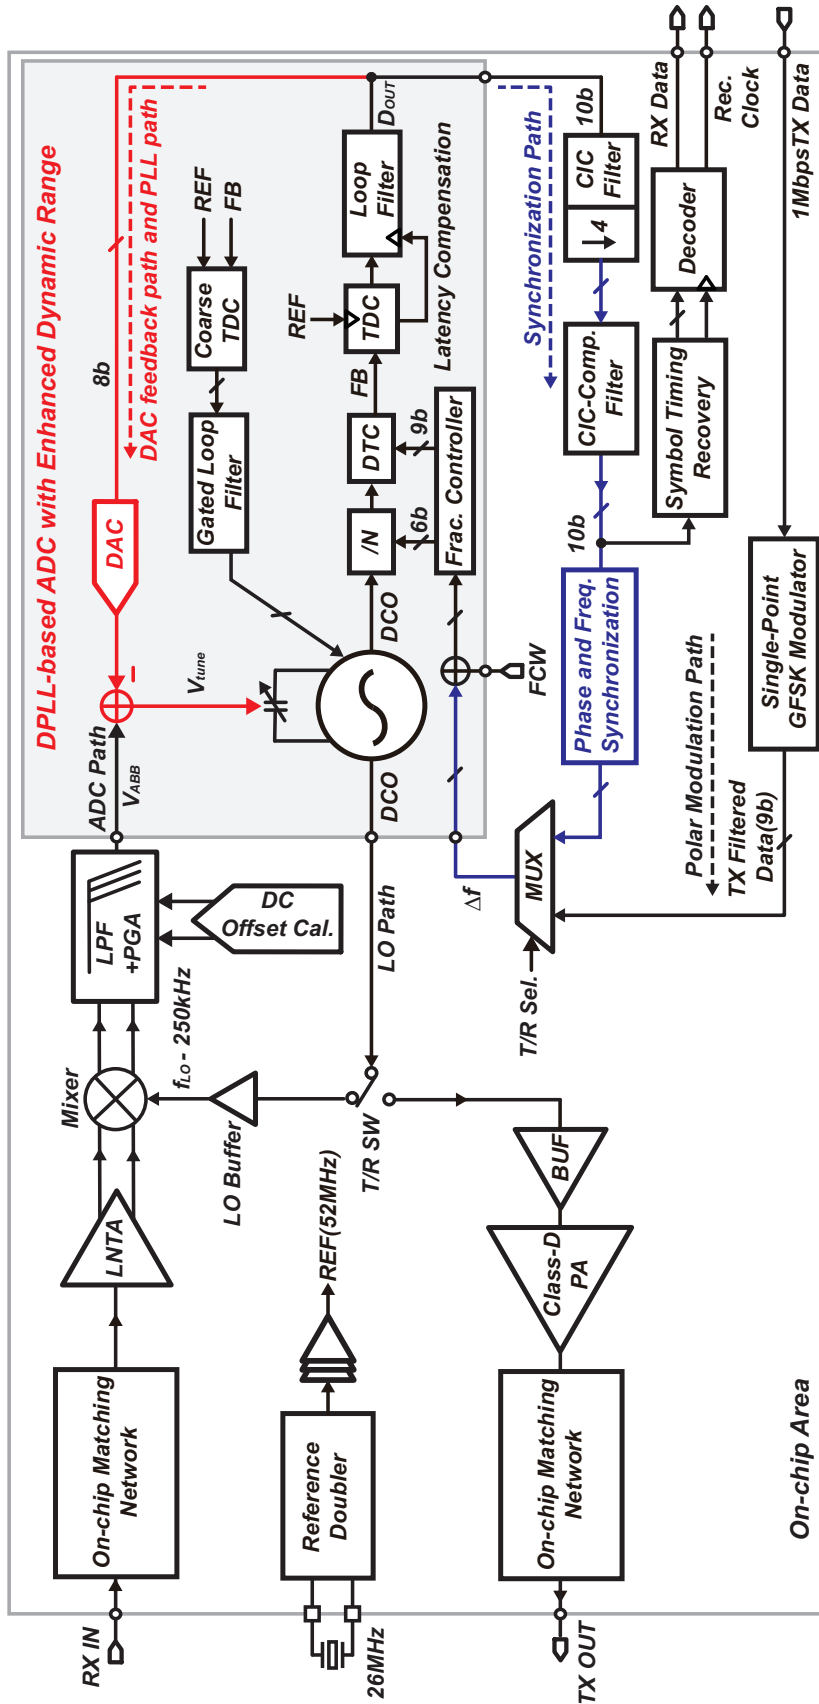 RX IN
On-chip Matching
Network
LNTA
Mixer
LPF
+PGA
DC
Offset Cal.
fLO - 250kHz
LO Buffer
T/R SW
LO Path
ADC Path
VABB
DPLL-based ADC with Enhanced Dynamic Range
DAC
8b
DAC feedback path and PLL path
Vtune
Gated Loop
Filter
Coarse
TDC
REF
FB
DCO
DCO
/N
DTC
FB
TDC
REF
Loop
Filter
DOUT
6b
9b
Frac. Controller
Latency Compensation
FCW
Δf
26MHz
Reference
Doubler
REF(52MHz)
T/R Sel.
MUX
Phase and Freq.
Synchronization
10b
CIC-Comp.
Filter
Synchronization Path
4
CIC
Filter
10b
Symbol Timing
Recovery
Decoder
RX Data
Rec.
Clock
TX OUT
On-chip Matching
Network
Class-D
PA
BUF
Polar Modulation Path
TX Filtered
Data(9b)
Single-Point
GFSK Modulator
1MbpsTX Data
On-chip Area